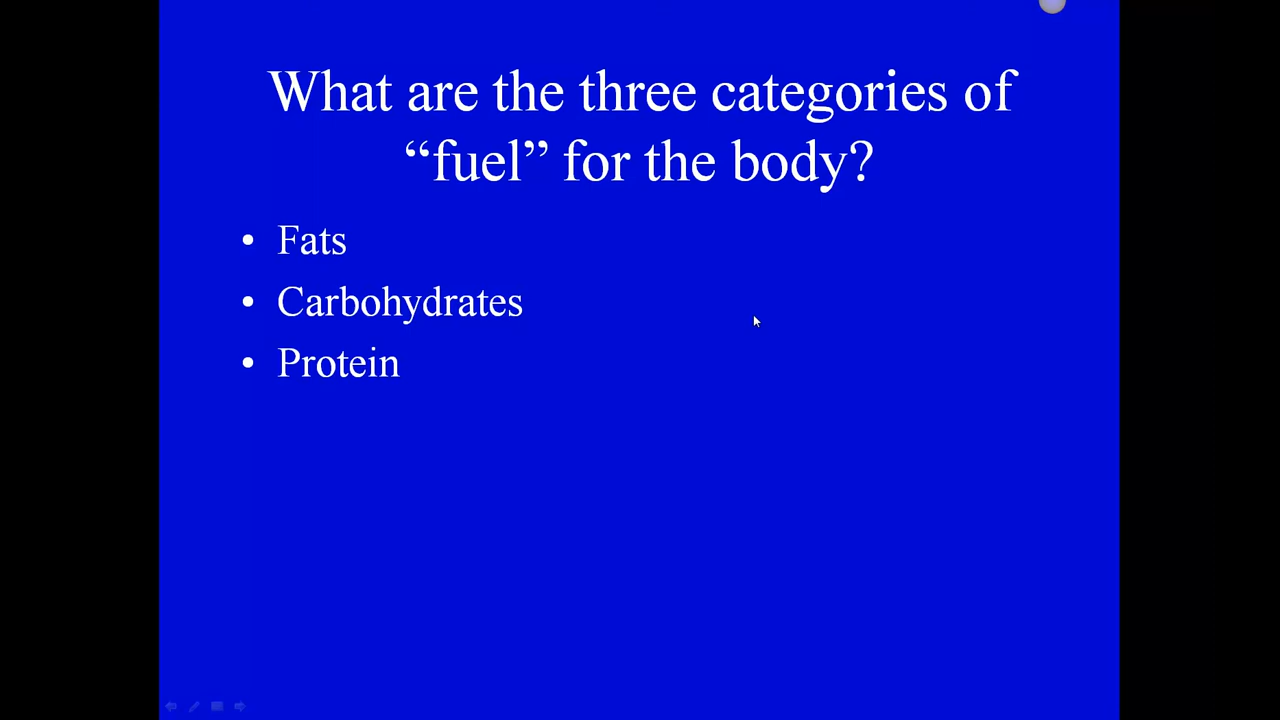 What are the three categories of
“fuel” for the body?
• Fats
• Carbohydrates
• Protein